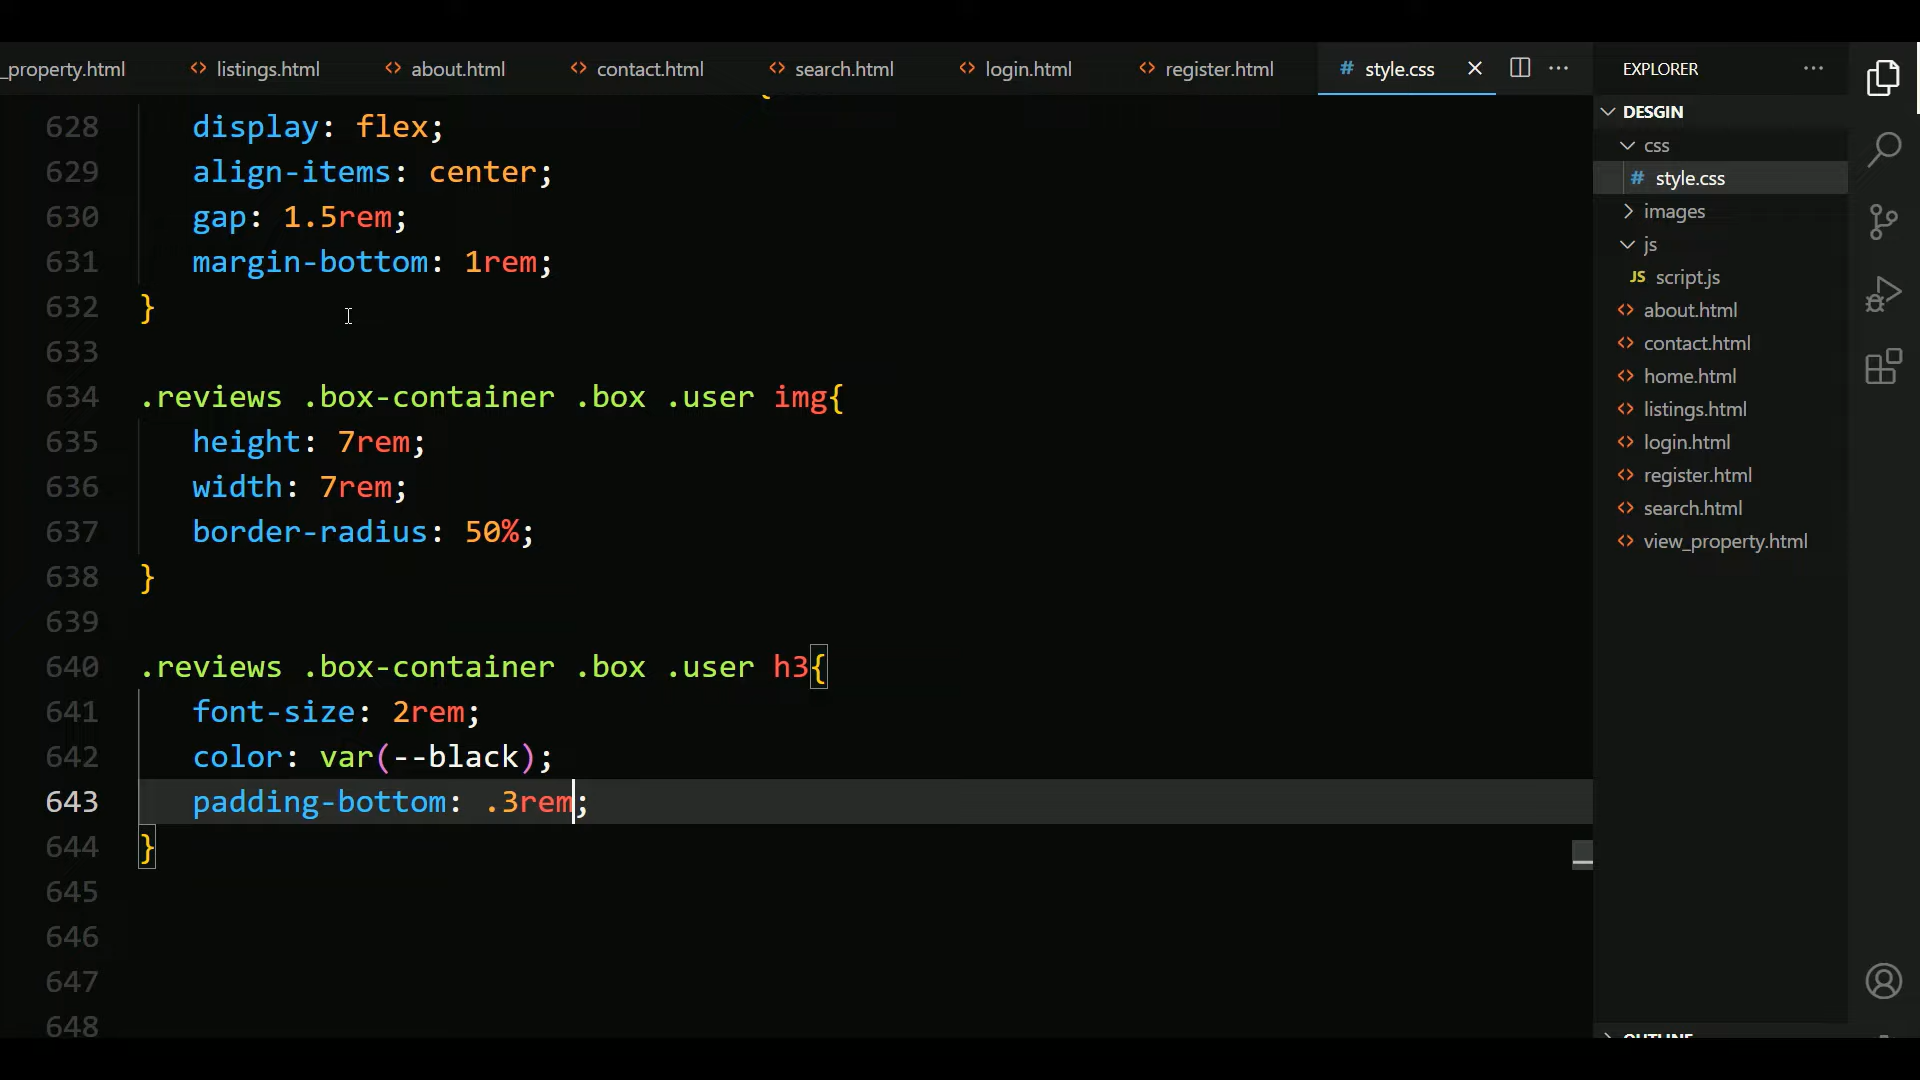 _property.html
listings.html
about.html
contact.html
search.html
login.html
register.html
# style.css
628 display: flex;
629 align-items: center;
630 gap: 1.5rem;
631 margin-bottom: 1rem;
632 }
633
634 .reviews .box-container .box .user img{
635 height: 7rem;
636 width: 7rem;
637 border-radius: 50%;
638 }
639
640 .reviews .box-container .box .user h3{
641 font-size: 2rem;
642 color: var(--black);
643 padding-bottom: .3rem;
644 }
645
646
647
648
EXPLORER
DESGIN
css
# style.css
images
js
JS script.js
about.html
contact.html
home.html
listings.html
login.html
register.html
search.html
view_property.html
OUTLINE